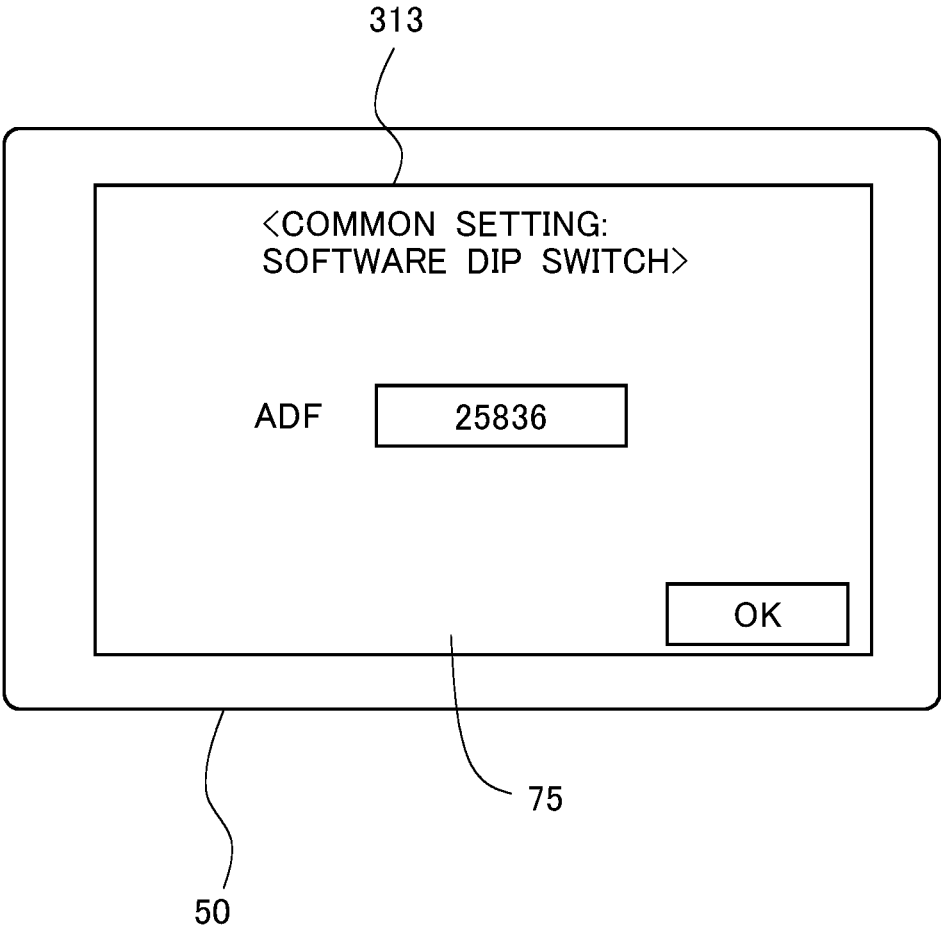 313
<COMMON SETTING:
SOFTWARE DIP SWITCH>
ADF 25836
OK
75
50